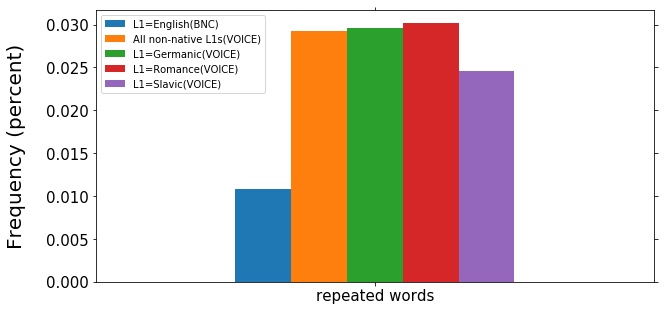 L1=English(BNC)
All non-native L1s(VOICE)
L1=Germanic(VOICE)
L1=Romance(VOICE)
L1=Slavic(VOICE)
Frequency (percent)
0.030
0.025
0.020
0.015
0.010
0.005
0.000
repeated words